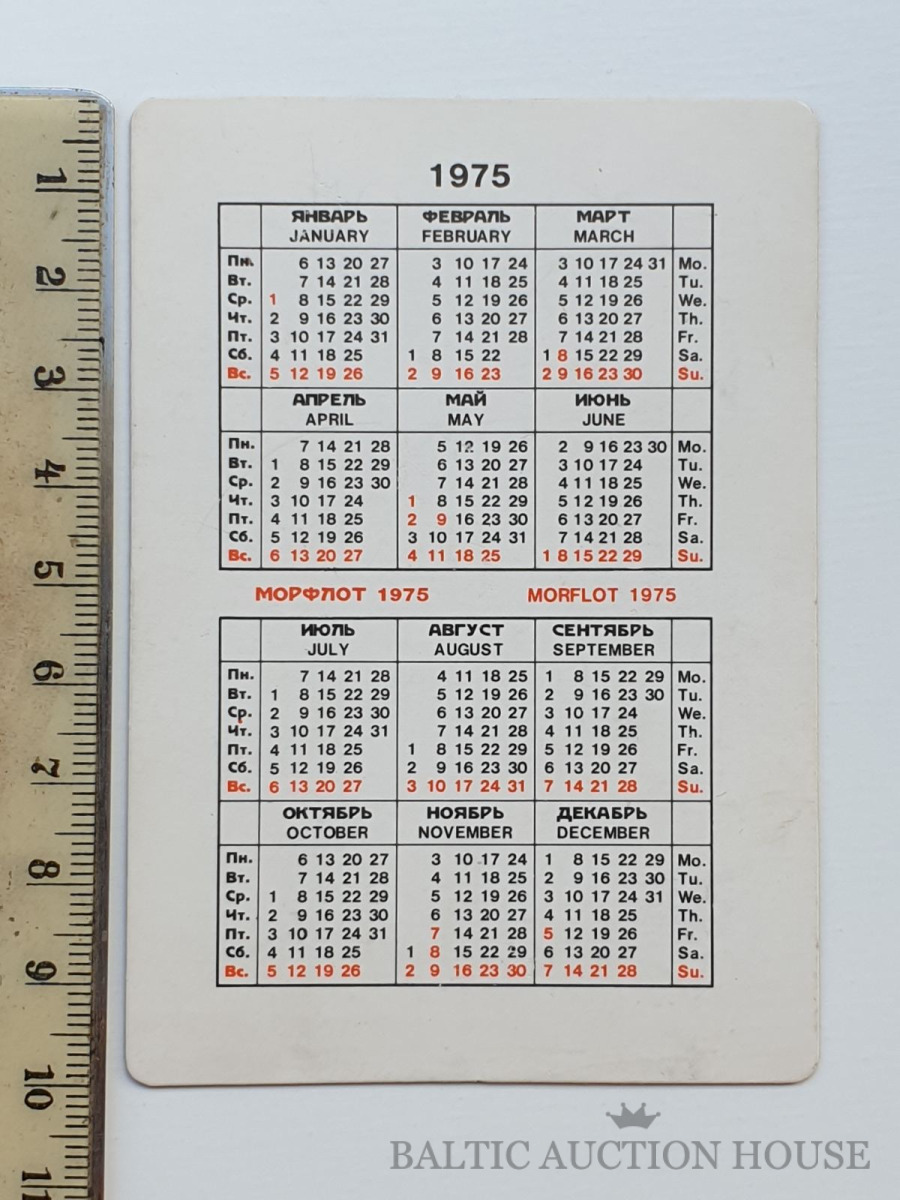 1975
ЯНВАРЬ ФЕВРАЛЬ МАРТ
JANUARY FEBRUARY MARCH
Пн. 6 13 20 27 3 10 17 24 3 10 17 24 31 Mo.
Вт. 7 14 21 28 4 11 18 25 4 11 18 25 Tu.
Ср. 1 8 15 22 29 5 12 19 26 5 12 19 26 We.
Чт. 2 9 16 23 30 6 13 20 27 6 13 20 27 Th.
Пт. 3 10 17 24 31 7 14 21 28 7 14 21 28 Fr.
Сб. 4 11 18 25 1 8 15 22 1 8 15 22 29 Sa.
Вс. 5 12 19 26 2 9 16 23 2 9 16 23 30 Su.
АПРЕЛЬ МАЙ ИЮНЬ
APRIL MAY JUNE
Пн. 7 14 21 28 5 12 19 26 2 9 16 23 30 Mo.
Вт. 1 8 15 22 29 6 13 20 27 3 10 17 24 Tu.
Ср. 2 9 16 23 30 7 14 21 28 4 11 18 25 We.
Чт. 3 10 17 24 1 8 15 22 29 5 12 19 26 Th.
Пт. 4 11 18 25 2 9 16 23 30 6 13 20 27 Fr.
Сб. 5 12 19 26 3 10 17 24 31 7 14 21 28 Sa.
Вс. 6 13 20 27 4 11 18 25 1 8 15 22 29 Su.
МОРФЛОТ 1975 MORFLOT 1975
ИЮЛЬ АВГУСТ СЕНТЯБРЬ
JULY AUGUST SEPTEMBER
Пн. 7 14 21 28 4 11 18 25 1 8 15 22 29 Mo.
Вт. 1 8 15 22 29 5 12 19 26 2 9 16 23 30 Tu.
Ср. 2 9 16 23 30 6 13 20 27 3 10 17 24 We.
Чт. 3 10 17 24 31 7 14 21 28 4 11 18 25 Th.
Пт. 4 11 18 25 1 8 15 22 29 5 12 19 26 Fr.
Сб. 5 12 19 26 2 9 16 23 30 6 13 20 27 Sa.
Вс. 6 13 20 27 3 10 17 24 31 7 14 21 28 Su.
ОКТЯБРЬ НОЯБРЬ ДЕКАБРЬ
OCTOBER NOVEMBER DECEMBER
Пн. 6 13 20 27 3 10 17 24 1 8 15 22 29 Mo.
Вт. 7 14 21 28 4 11 18 25 2 9 16 23 30 Tu.
Ср. 1 8 15 22 29 5 12 19 26 3 10 17 24 31 We.
Чт. 2 9 16 23 30 6 13 20 27 4 11 18 25 Th.
Пт. 3 10 17 24 31 7 14 21 28 5 12 19 26 Fr.
Сб. 4 11 18 25 1 8 15 22 29 6 13 20 27 Sa.
Вс. 5 12 19 26 2 9 16 23 30 7 14 21 28 Su.
1
2
3
4
5
6
7
8
9
10
11
BALTIC AUCTION HOUSE